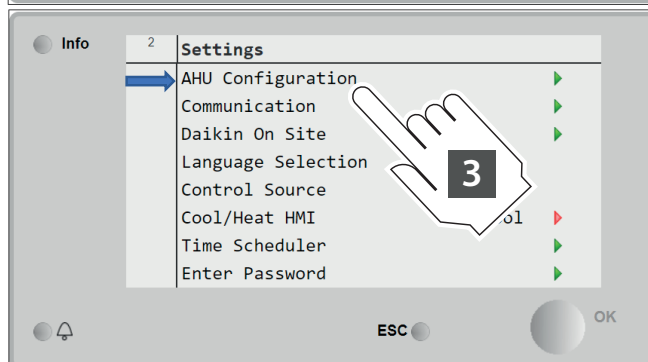 Info
2 Settings
AHU Configuration
Communication
Daikin On Site
Language Selection
Control Source
Cool/Heat HMI
Time Scheduler
Enter Password
3
ESC
OK